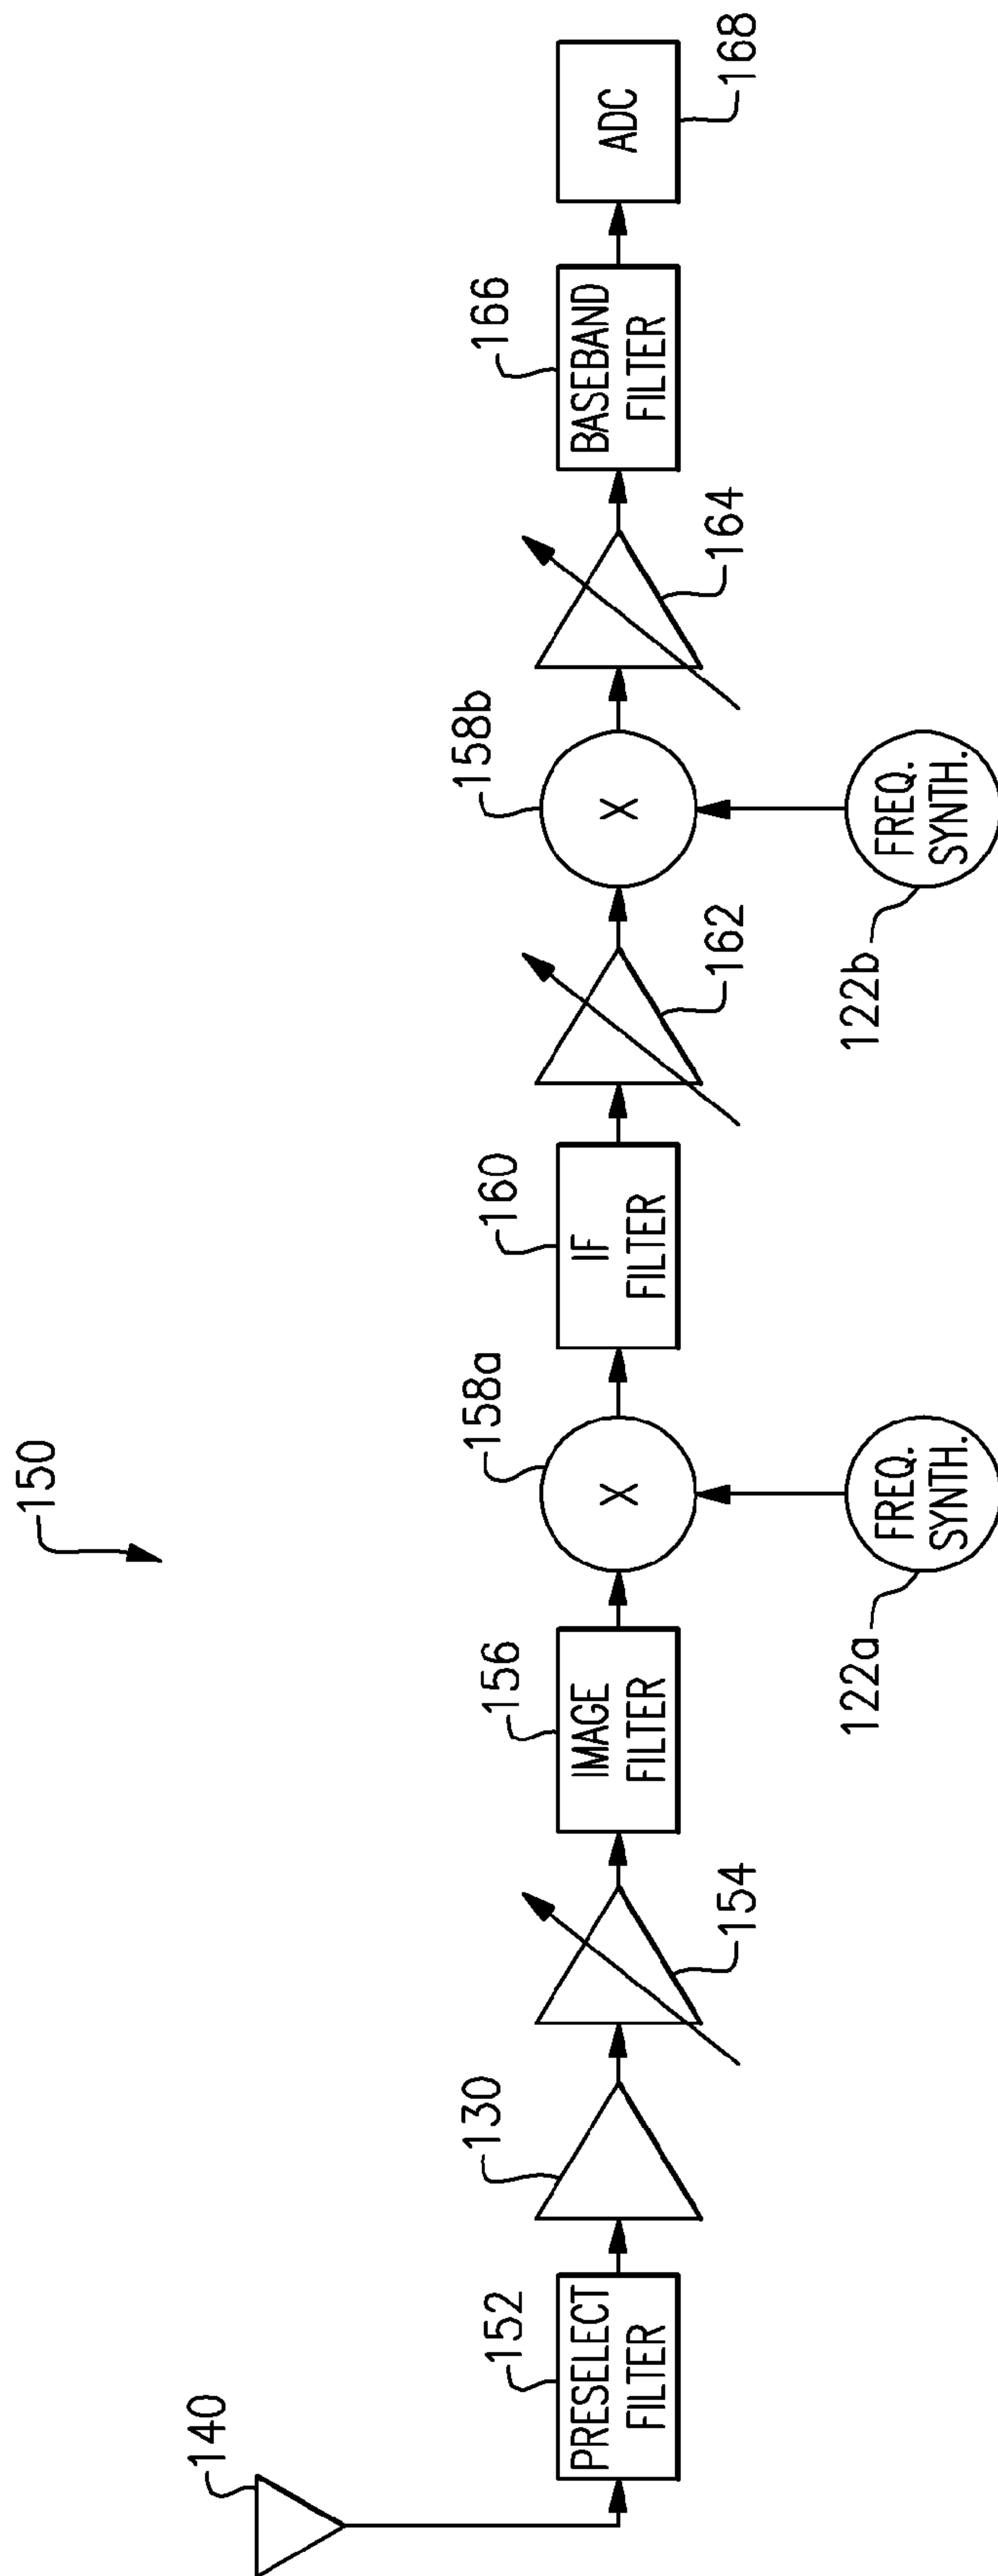 150
140
152
PRESELECT
FILTER
130
154
156
IMAGE
FILTER
158a
X
122a
FREQ.
SYNTH.
160
IF
FILTER
162
158b
X
122b
FREQ.
SYNTH.
164
166
BASEBAND
FILTER
ADC
168